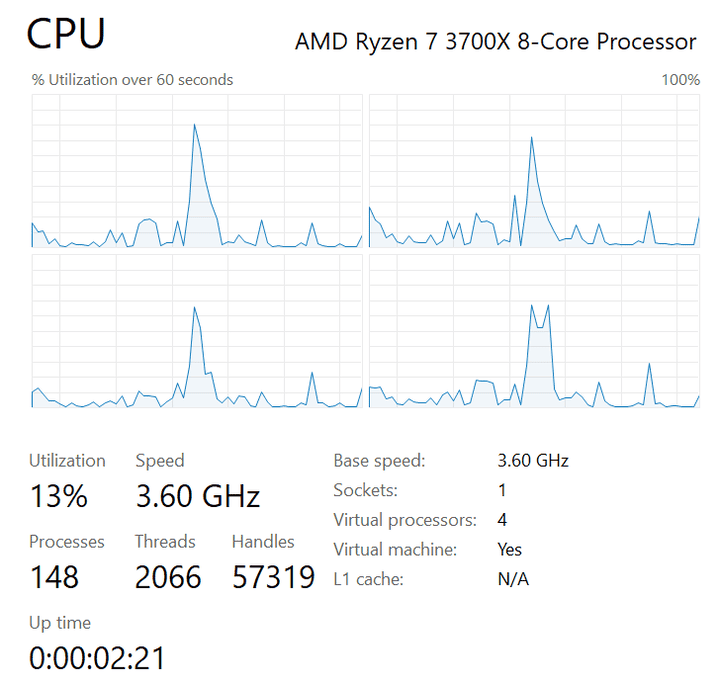 CPU
AMD Ryzen 7 3700X 8-Core Processor
% Utilization over 60 seconds
100%
Utilization Speed
13% 3.60 GHz
Processes Threads Handles
148 2066 57319
Up time
0:00:02:21
Base speed: 3.60 GHz
Sockets: 1
Virtual processors: 4
Virtual machine: Yes
L1 cache: N/A